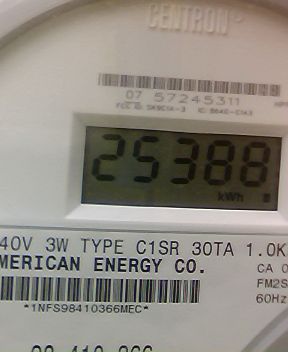 CENTRON
07 57245311
25388
kWh
40V 3W TYPE C1SR 30TA 1.0K
MERICAN ENERGY CO.
CA 0
FM2S
60Hz
*1NFS98410366MEC*